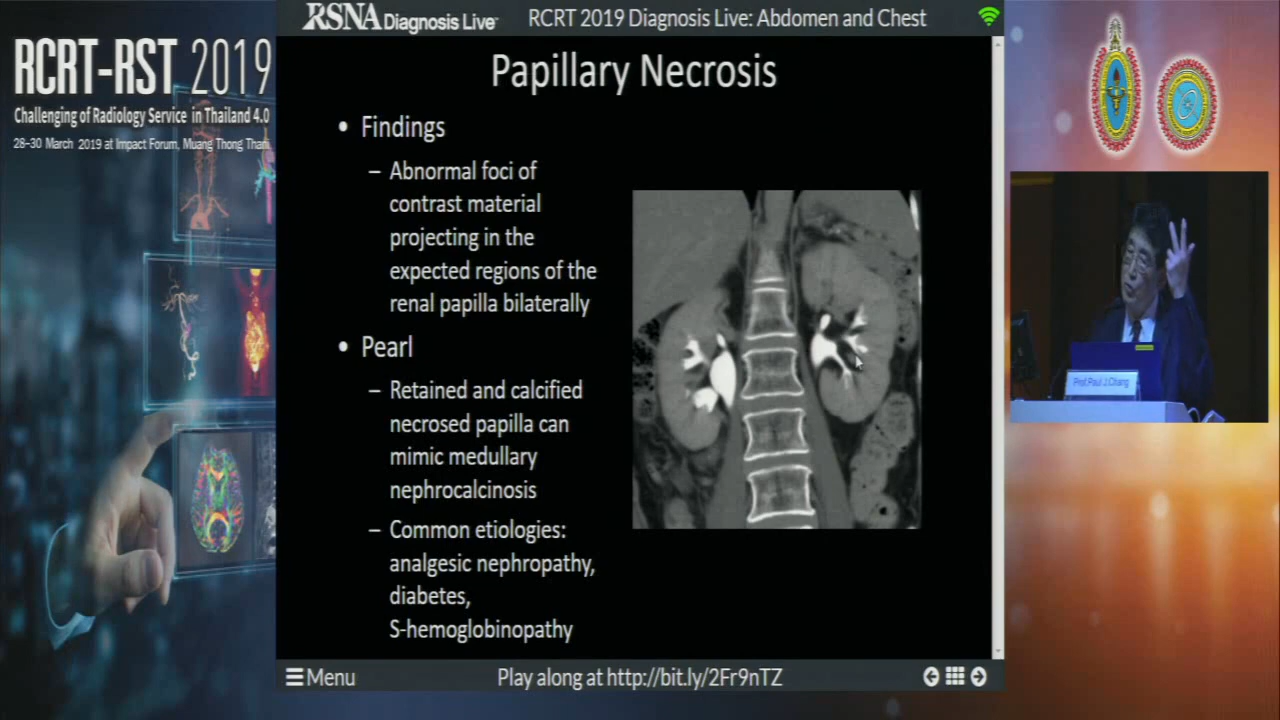 RCRT-RST 2019
Challenging of Radiology Service in Thailand 4.0
28-30 March 2019 at Impact Forum, Muang Thong Thani
RSNA Diagnosis Live
RCRT 2019 Diagnosis Live: Abdomen and Chest
Papillary Necrosis
• Findings
– Abnormal foci of
contrast material
projecting in the
expected regions of the
renal papilla bilaterally
• Pearl
– Retained and calcified
necrosed papilla can
mimic medullary
nephrocalcinosis
– Common etiologies:
analgesic nephropathy,
diabetes,
S-hemoglobinopathy
Menu
Play along at http://bit.ly/2Fr9nTZ
Prof.Paul J.Chang